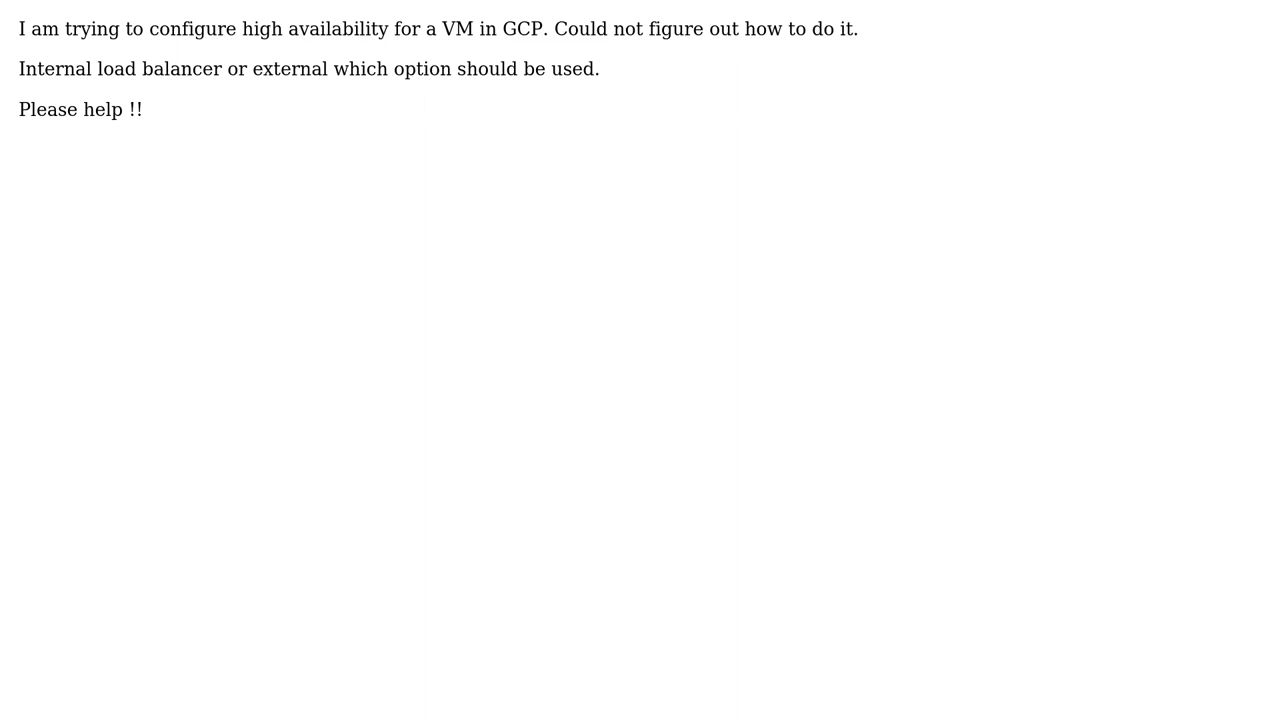 I am trying to configure high availability for a VM in GCP. Could not figure out how to do it.
Internal load balancer or external which option should be used.
Please help !!